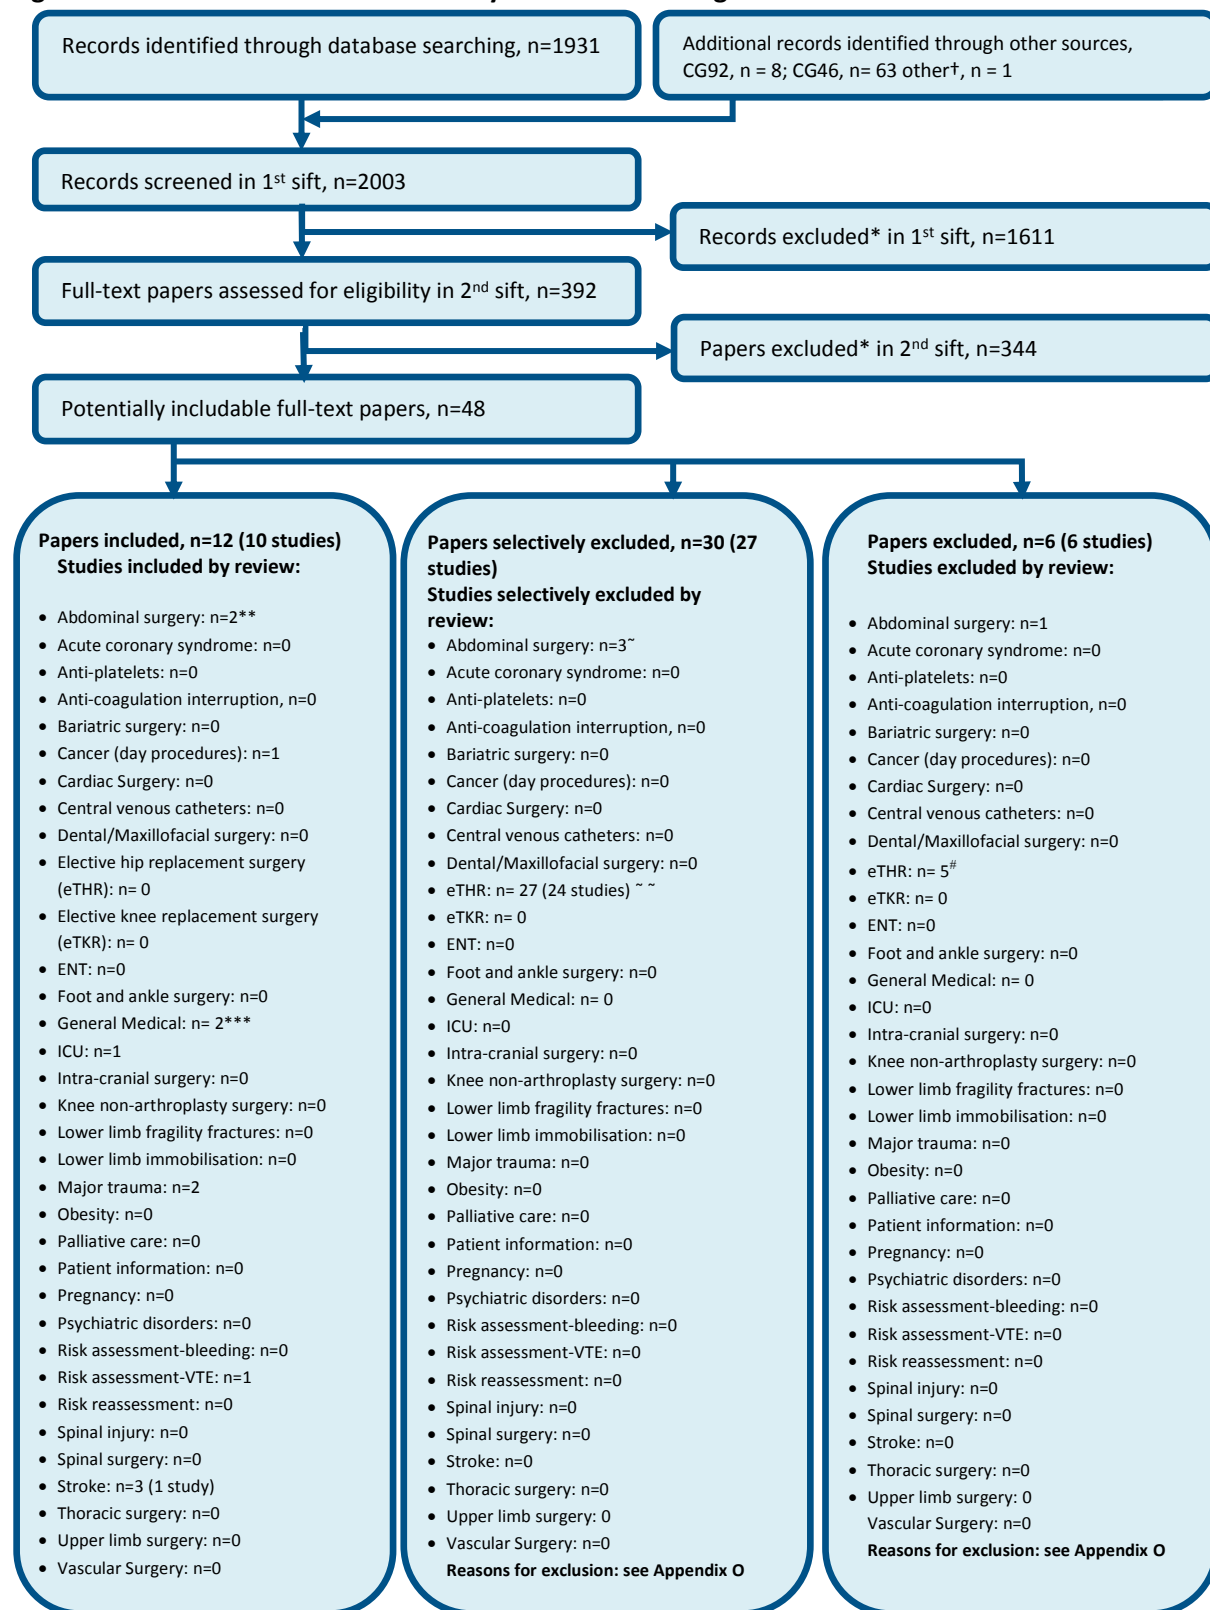 Records identified through database searching, n=1931
Additional records identified through other sources,
CG92, n = 8; CG46, n= 63 other†, n = 1
Records screened in 1st sift, n=2003
Records excluded* in 1st sift, n=1611
Full-text papers assessed for eligibility in 2nd sift, n=392
Papers excluded* in 2nd sift, n=344
Potentially includable full-text papers, n=48
Papers included, n=12 (10 studies)
Studies included by review:
• Abdominal surgery: n=2**
• Acute coronary syndrome: n=0
• Anti-platelets: n=0
• Anti-coagulation interruption, n=0
• Bariatric surgery: n=0
• Cancer (day procedures): n=1
• Cardiac Surgery: n=0
• Central venous catheters: n=0
• Dental/Maxillofacial surgery: n=0
• Elective hip replacement surgery
(eTHR): n= 0
• Elective knee replacement surgery
(eTKR): n= 0
• ENT: n=0
• Foot and ankle surgery: n=0
• General Medical: n= 2***
• ICU: n=1
• Intra-cranial surgery: n=0
• Knee non-arthroplasty surgery: n=0
• Lower limb fragility fractures: n=0
• Lower limb immobilisation: n=0
• Major trauma: n=2
• Obesity: n=0
• Palliative care: n=0
• Patient information: n=0
• Pregnancy: n=0
• Psychiatric disorders: n=0
• Risk assessment-bleeding: n=0
• Risk assessment-VTE: n=1
• Risk reassessment: n=0
• Spinal injury: n=0
• Spinal surgery: n=0
• Stroke: n=3 (1 study)
• Thoracic surgery: n=0
• Upper limb surgery: n=0
• Vascular Surgery: n=0
Papers selectively excluded, n=30 (27
studies)
Studies selectively excluded by
review:
• Abdominal surgery: n=3˜
• Acute coronary syndrome: n=0
• Anti-platelets: n=0
• Anti-coagulation interruption, n=0
• Bariatric surgery: n=0
• Cancer (day procedures): n=0
• Cardiac Surgery: n=0
• Central venous catheters: n=0
• Dental/Maxillofacial surgery: n=0
• eTHR: n= 27 (24 studies) ˜ ˜
• eTKR: n= 0
• ENT: n=0
• Foot and ankle surgery: n=0
• General Medical: n= 0
• ICU: n=0
• Intra-cranial surgery: n=0
• Knee non-arthroplasty surgery: n=0
• Lower limb fragility fractures: n=0
• Lower limb immobilisation: n=0
• Major trauma: n=0
• Obesity: n=0
• Palliative care: n=0
• Patient information: n=0
• Pregnancy: n=0
• Psychiatric disorders: n=0
• Risk assessment-bleeding: n=0
• Risk assessment-VTE: n=0
• Risk reassessment: n=0
• Spinal injury: n=0
• Spinal surgery: n=0
• Stroke: n=0
• Thoracic surgery: n=0
• Upper limb surgery: 0
• Vascular Surgery: n=0
Reasons for exclusion: see Appendix O
Papers excluded, n=6 (6 studies)
Studies excluded by review:
• Abdominal surgery: n=1
• Acute coronary syndrome: n=0
• Anti-platelets: n=0
• Anti-coagulation interruption, n=0
• Bariatric surgery: n=0
• Cancer (day procedures): n=0
• Cardiac Surgery: n=0
• Central venous catheters: n=0
• Dental/Maxillofacial surgery: n=0
• eTHR: n= 5#
• eTKR: n= 0
• ENT: n=0
• Foot and ankle surgery: n=0
• General Medical: n= 0
• ICU: n=0
• Intra-cranial surgery: n=0
• Knee non-arthroplasty surgery: n=0
• Lower limb fragility fractures: n=0
• Lower limb immobilisation: n=0
• Major trauma: n=0
• Obesity: n=0
• Palliative care: n=0
• Patient information: n=0
• Pregnancy: n=0
• Psychiatric disorders: n=0
• Risk assessment-bleeding: n=0
• Risk assessment-VTE: n=0
• Risk reassessment: n=0
• Spinal injury: n=0
• Spinal surgery: n=0
• Stroke: n=0
• Thoracic surgery: n=0
• Upper limb surgery: 0
Vascular Surgery: n=0
Reasons for exclusion: see Appendix O